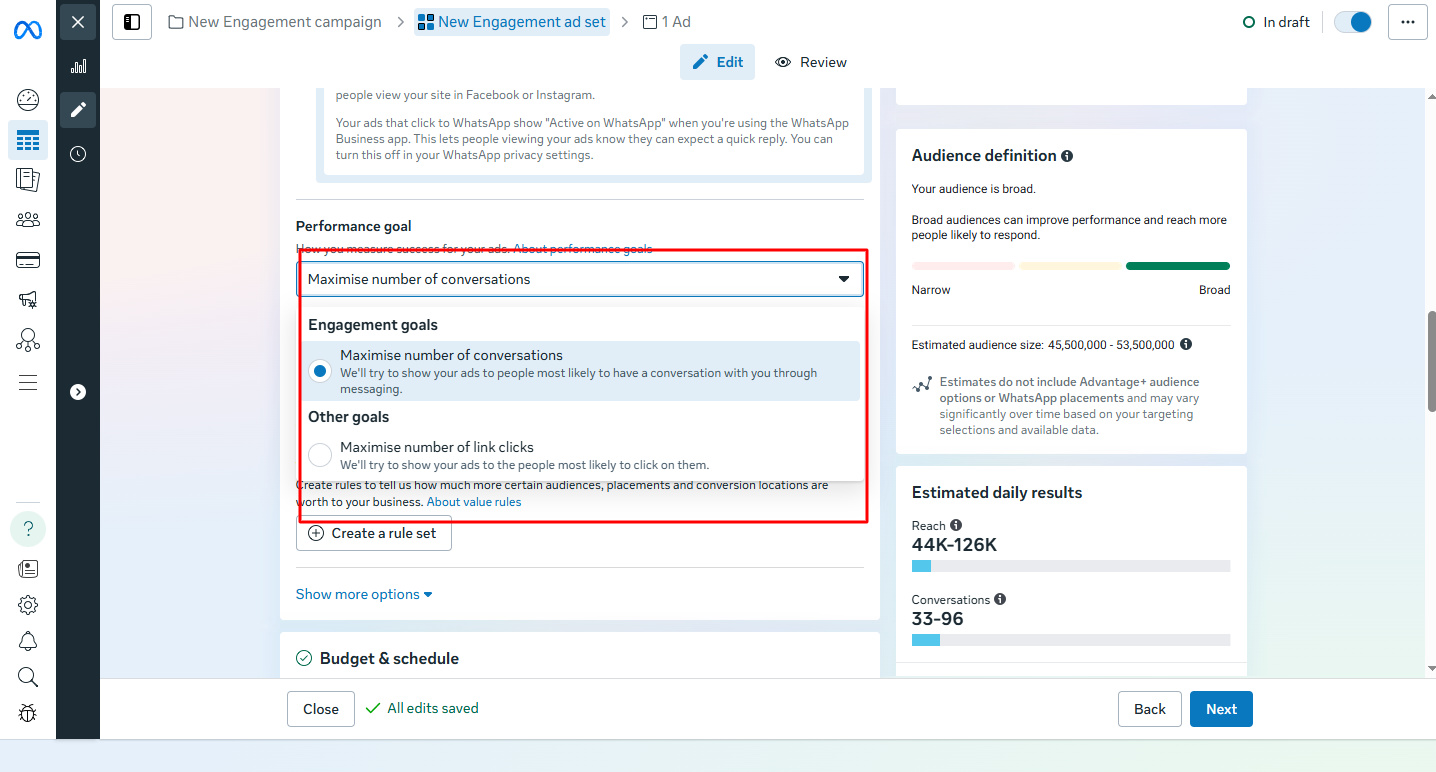 New Engagement campaign
New Engagement ad set
1 Ad
In draft
Edit
Review
people view your site in Facebook or Instagram.
Your ads that click to WhatsApp show "Active on WhatsApp" when you're using the WhatsApp
Business app. This lets people viewing your ads know they can expect a quick reply. You can
turn this off in your WhatsApp privacy settings.
Performance goal
How you measure success for your ads. About performance goals
Maximise number of conversations
Engagement goals
Maximise number of conversations
We'll try to show your ads to people most likely to have a conversation with you through
messaging.
Other goals
Maximise number of link clicks
We'll try to show your ads to the people most likely to click on them.
Create rules to tell us how much more certain audiences, placements and conversion locations are
worth to your business. About value rules
Create a rule set
Show more options
Budget & schedule
Audience definition
Your audience is broad.
Broad audiences can improve performance and reach more
people likely to respond.
Narrow
Broad
Estimated audience size: 45,500,000 - 53,500,000
Estimates do not include Advantage+ audience
options or WhatsApp placements and may vary
significantly over time based on your targeting
selections and available data.
Estimated daily results
Reach
44K-126K
Conversations
33-96
?
Close
All edits saved
Back
Next